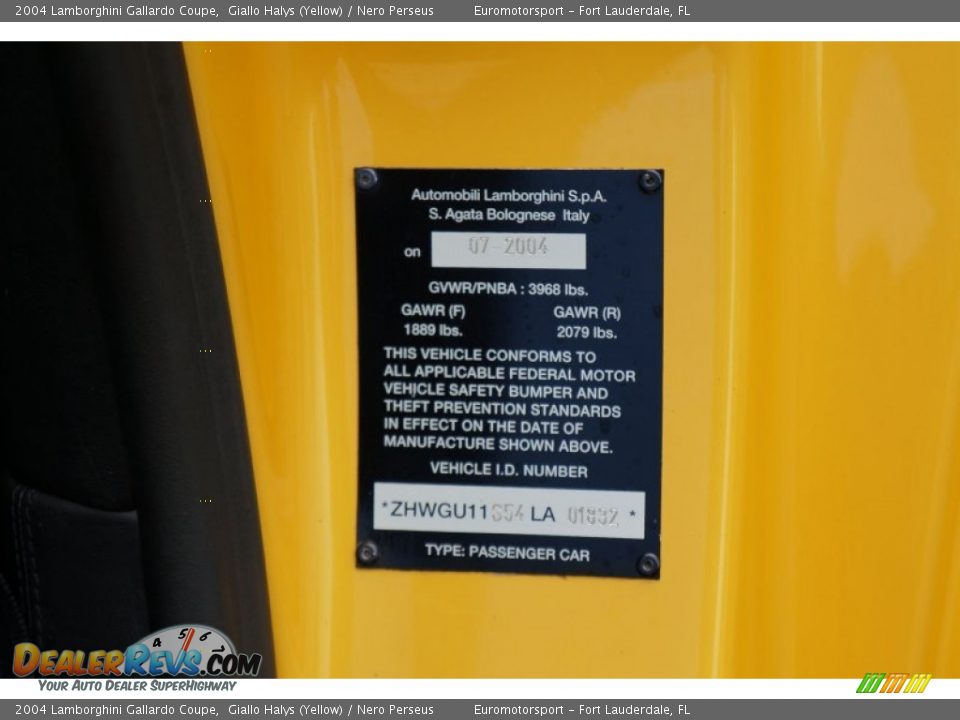 2004 Lamborghini Gallardo Coupe,  Giallo Halys (Yellow) / Nero Perseus     Euromotorsport – Fort Lauderdale, FL
Automobili Lamborghini S.p.A.
S. Agata Bolognese Italy
on 07-2004
GVWR/PNBA : 3968 lbs.
GAWR (F) GAWR (R)
1889 lbs. 2079 lbs.
THIS VEHICLE CONFORMS TO
ALL APPLICABLE FEDERAL MOTOR
VEHICLE SAFETY BUMPER AND
THEFT PREVENTION STANDARDS
IN EFFECT ON THE DATE OF
MANUFACTURE SHOWN ABOVE.
VEHICLE I.D. NUMBER
*ZHWGU11S54 LA *
TYPE: PASSENGER CAR
4 5 6
DEALERREVS.COM
YOUR AUTO DEALER SUPERHIGHWAY
2004 Lamborghini Gallardo Coupe,  Giallo Halys (Yellow) / Nero Perseus     Euromotorsport – Fort Lauderdale, FL